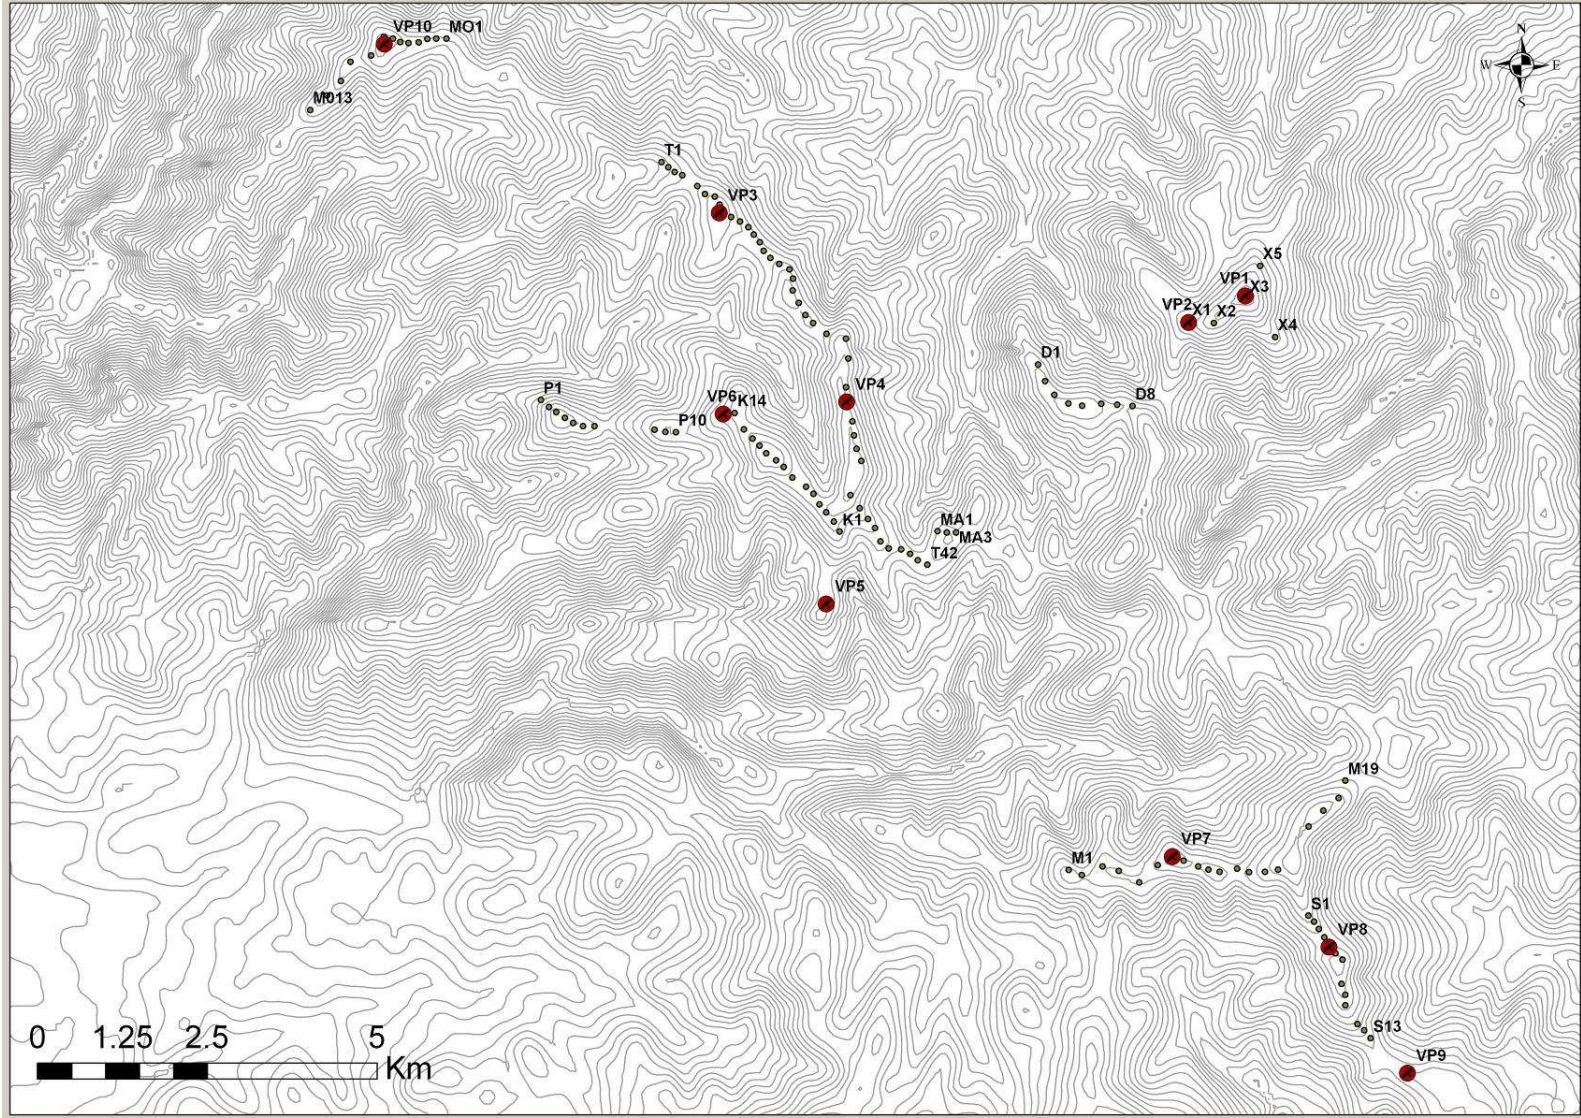 VP10 MO1
N
W E
S
M013
T1
VP3
X5
VP1
X3
VP2 X1 X2
X4
D1
P1
VP4
D8
VP6 K14
P10
K1
MA1
MA3
T42
VP5
M19
VP7
M1
S1
VP8
S13
0 1.25 2.5 5
Km
VP9